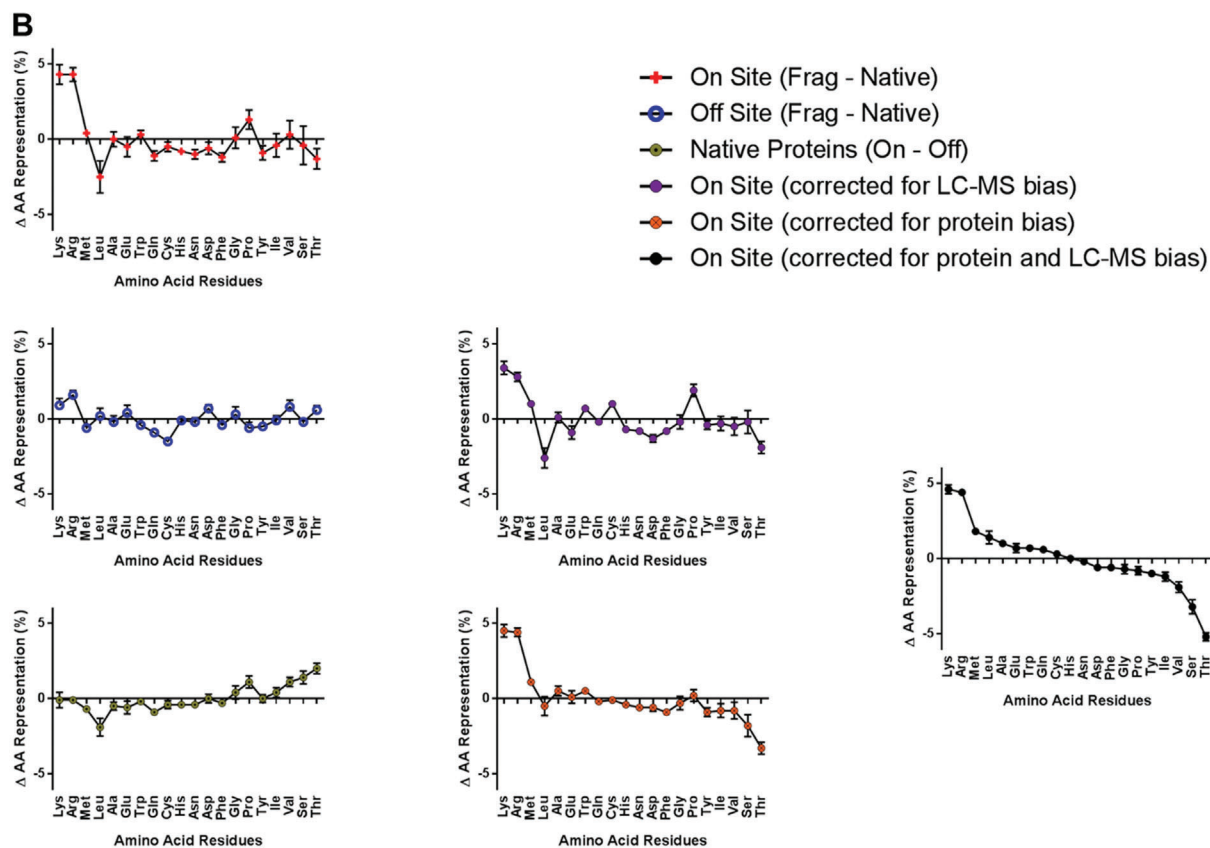 B
On Site (Frag - Native)
Off Site (Frag - Native)
Native Proteins (On - Off)
On Site (corrected for LC-MS bias)
On Site (corrected for protein bias)
On Site (corrected for protein and LC-MS bias)
Δ AA Representation (%)
5
0
-5
Lys Arg Met Leu Ala Glu Trp Gln Cys His Asn Asp Phe Gly Pro Tyr Ile Val Ser Thr
Amino Acid Residues
Δ AA Representation (%)
5
0
-5
Lys Arg Met Leu Ala Glu Trp Gln Cys His Asn Asp Phe Gly Pro Tyr Ile Val Ser Thr
Amino Acid Residues
Δ AA Representation (%)
5
0
-5
Lys Arg Met Leu Ala Glu Trp Gln Cys His Asn Asp Phe Gly Pro Tyr Ile Val Ser Thr
Amino Acid Residues
Δ AA Representation (%)
5
0
-5
Lys Arg Met Leu Ala Glu Trp Gln Cys His Asn Asp Phe Gly Pro Tyr Ile Val Ser Thr
Amino Acid Residues
Δ AA Representation (%)
5
0
-5
Lys Arg Met Leu Ala Glu Trp Gln Cys His Asn Asp Phe Gly Pro Tyr Ile Val Ser Thr
Amino Acid Residues
Δ AA Representation (%)
5
0
-5
Lys Arg Met Leu Ala Glu Trp Gln Cys His Asn Asp Phe Gly Pro Tyr Ile Val Ser Thr
Amino Acid Residues